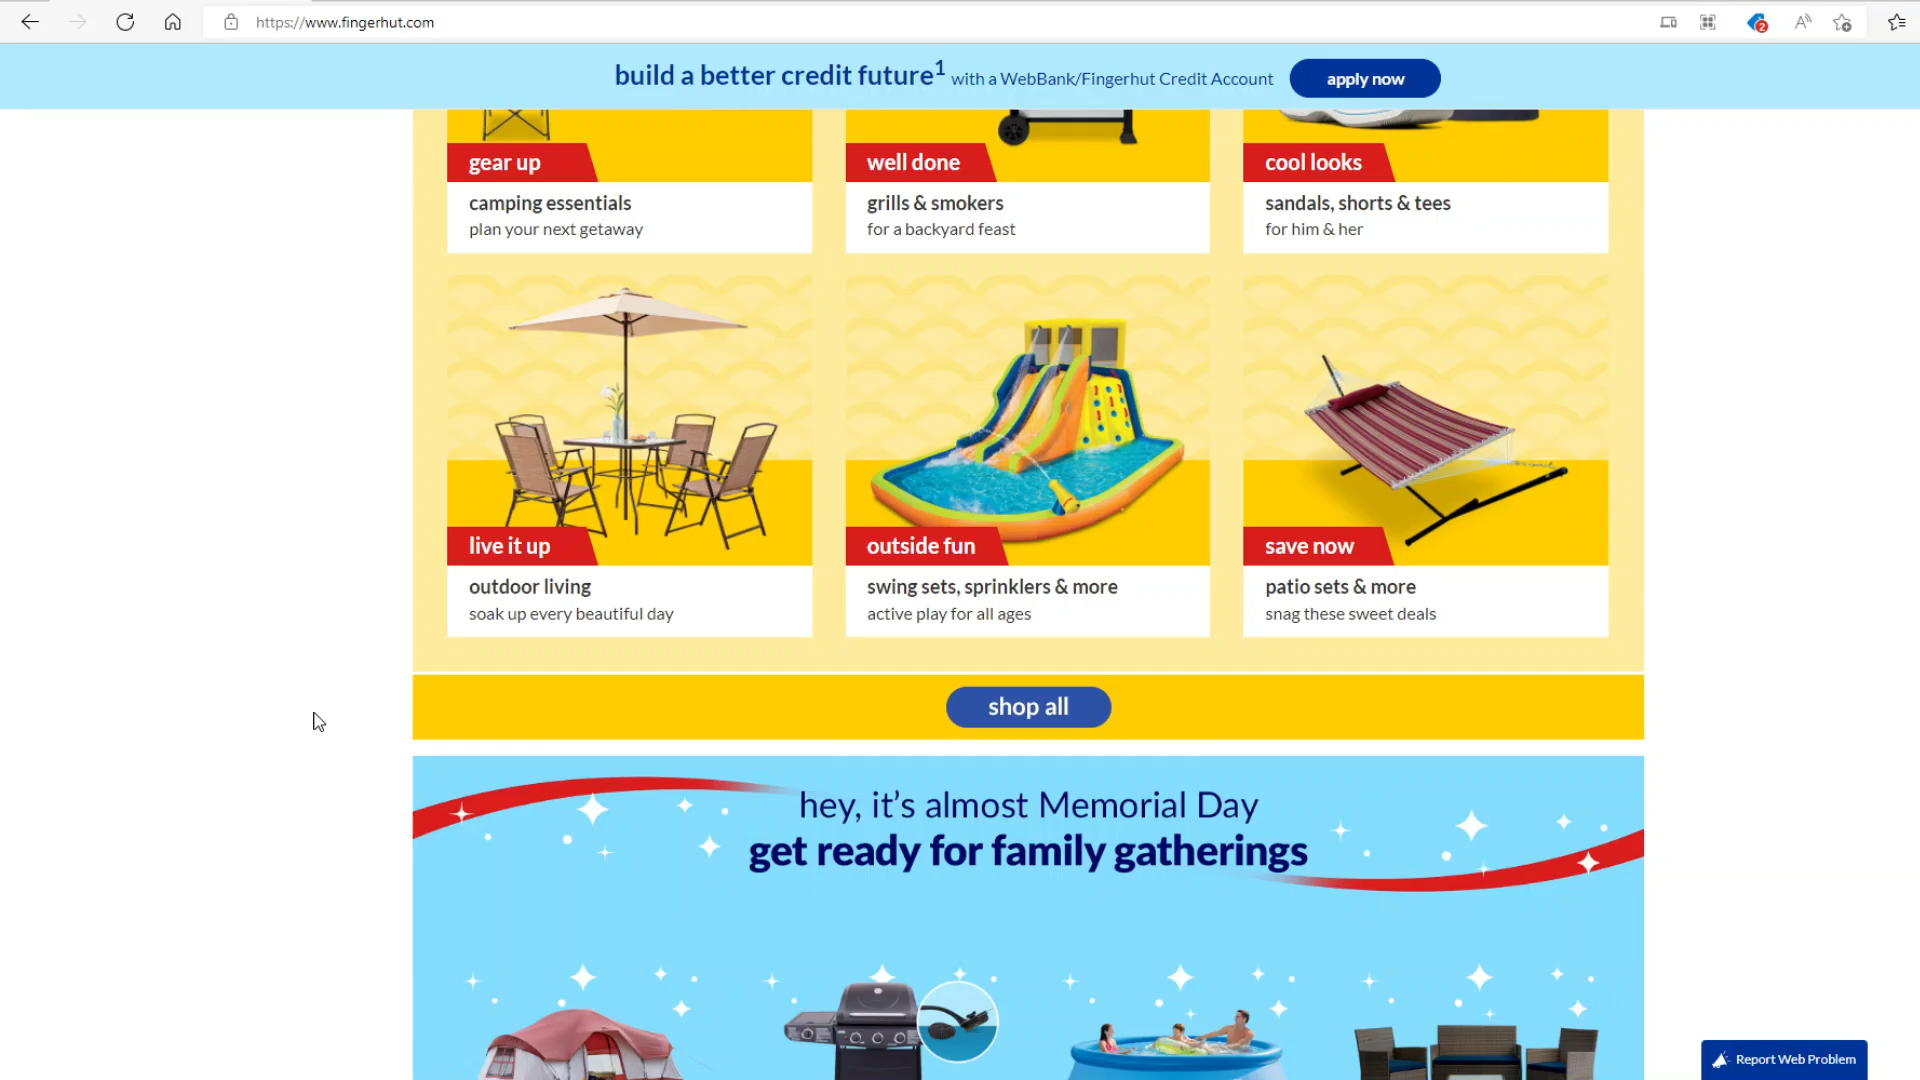 https://www.fingerhut.com
2
build a better credit future1 with a WebBank/Fingerhut Credit Account
apply now
gear up
camping essentials
plan your next getaway
well done
grills & smokers
for a backyard feast
cool looks
sandals, shorts & tees
for him & her
live it up
outdoor living
soak up every beautiful day
outside fun
swing sets, sprinklers & more
active play for all ages
save now
patio sets & more
snag these sweet deals
shop all
hey, it's almost Memorial Day
get ready for family gatherings
Report Web Problem